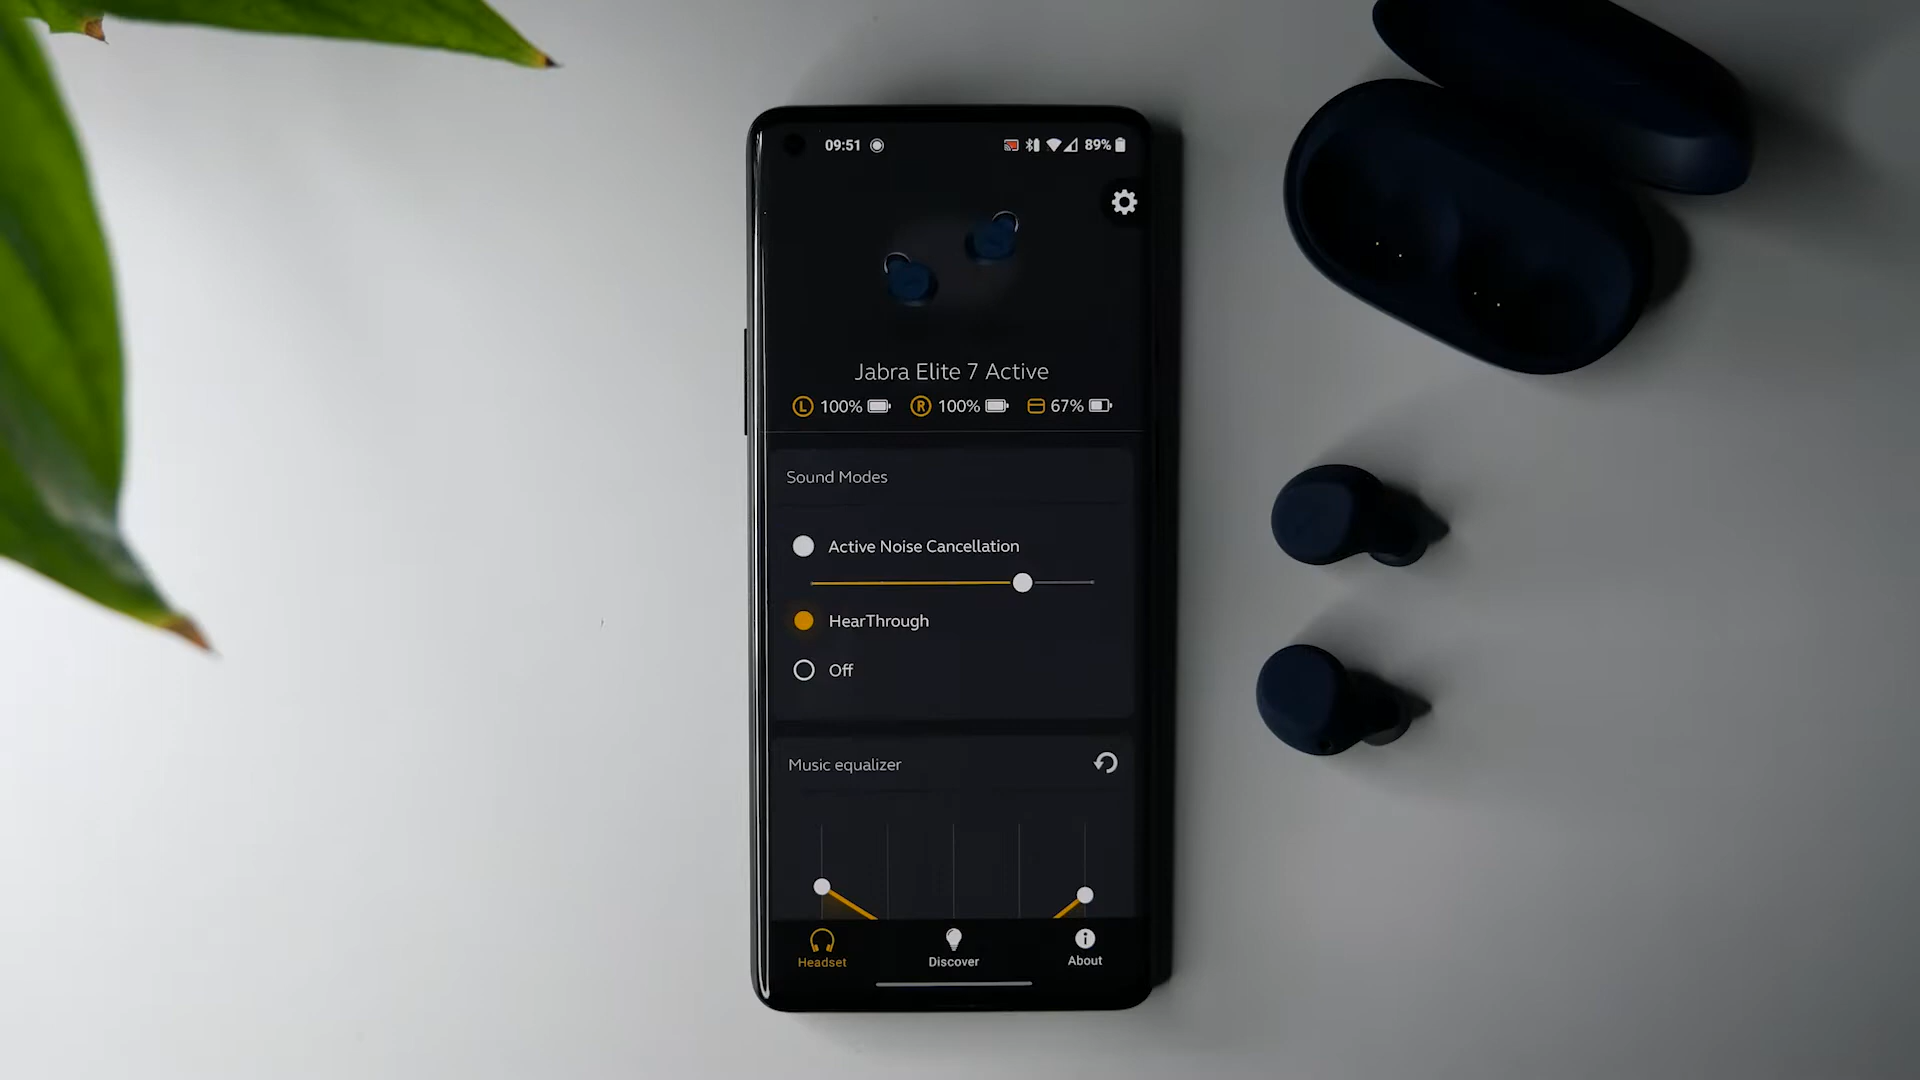 09:51 89%
Jabra Elite 7 Active
L 100% R 100% 67%
Sound Modes
Active Noise Cancellation
HearThrough
Off
Music equalizer
Headset Discover About